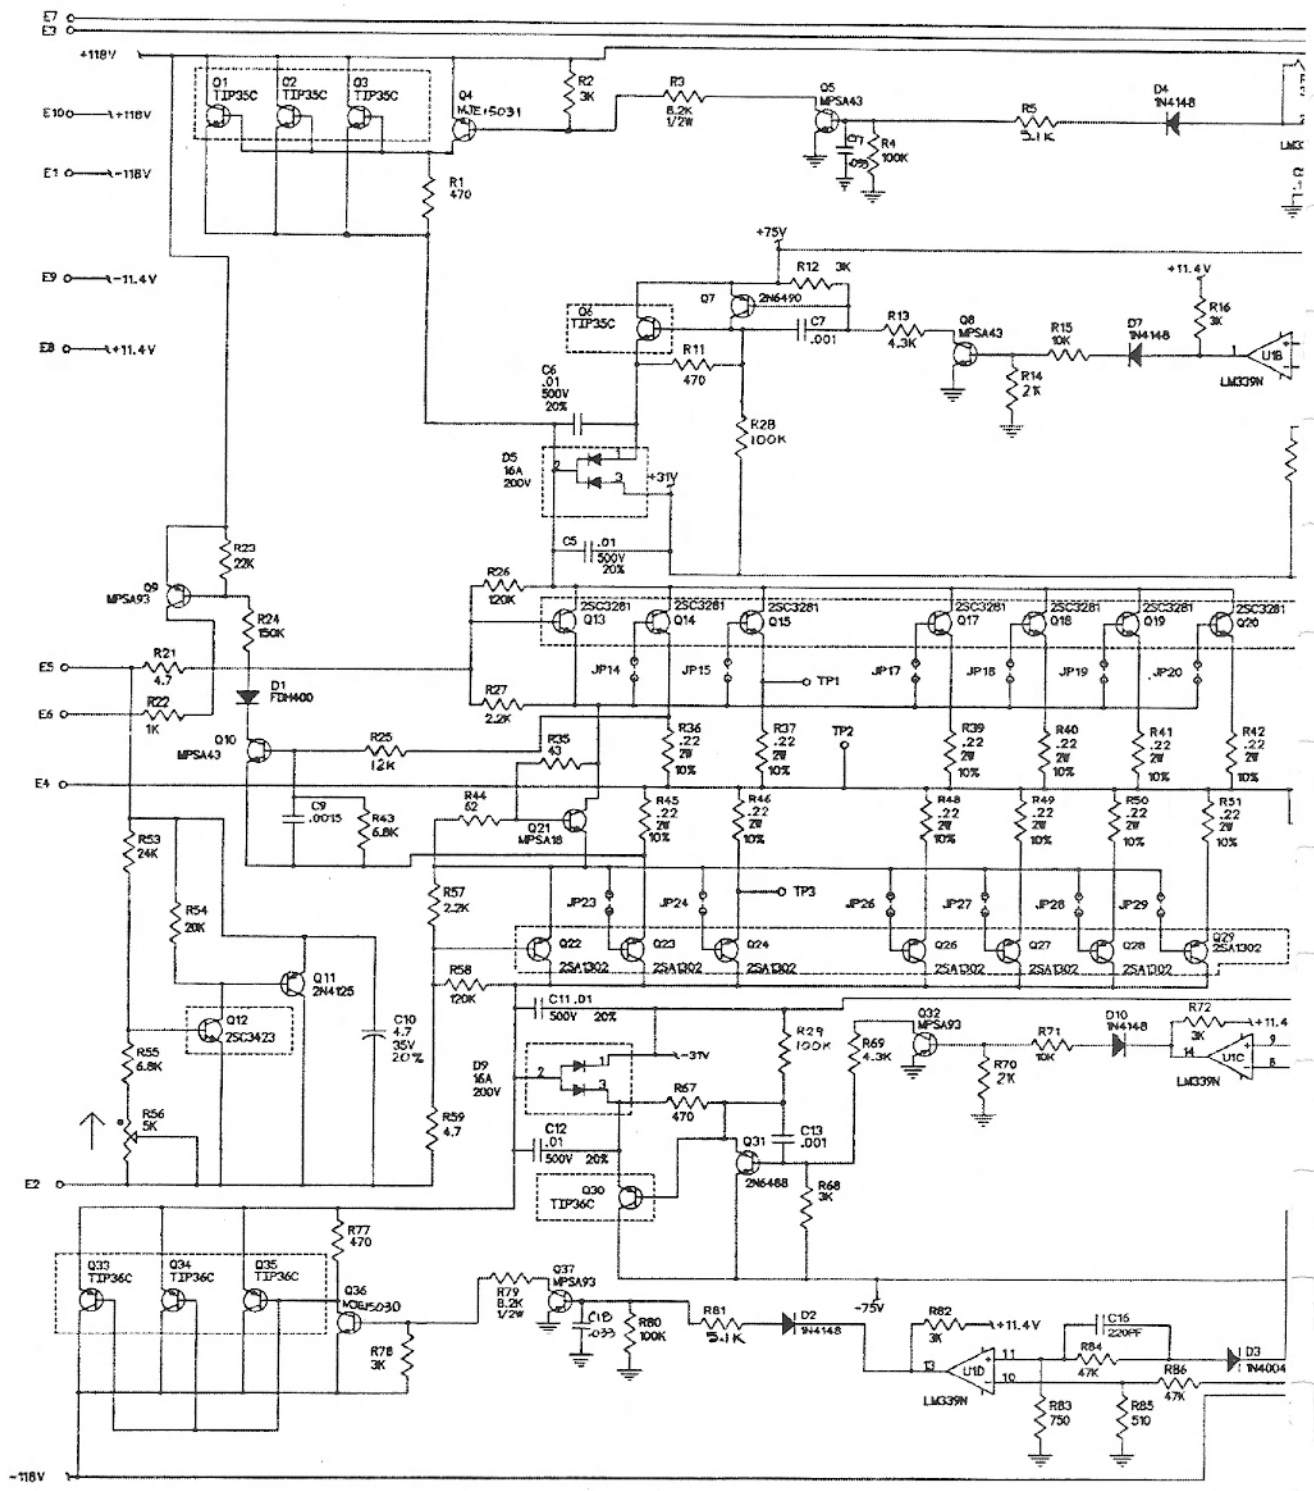 E7
E3
+118V
Q1
TIP35C
Q2
TIP35C
Q3
TIP35C
Q4
MJE15031
R2
3K
R3
8.2K
1/2W
Q5
MPSA43
R5
5.1K
D4
1N4148
E10
+118V
R4
100K
E1
-118V
R1
470
.1
+75V
E9
-11.4V
R12
3K
+11.4V
Q7
2N6490
Q6
TIP35C
C7
.001
R13
4.3K
Q8
MPSA43
R15
10K
D7
1N4148
R16
3K
E8
+11.4V
1
U1B
LM339N
R11
470
R14
2K
C6
.01
500V
20%
R28
100K
D5
16A
200V
1
2
3
+31V
C5
.01
500V
20%
R23
22K
Q9
MPSA93
R26
120K
2SC3281
Q13
2SC3281
Q14
2SC3281
Q15
2SC3281
Q17
2SC3281
Q18
2SC3281
Q19
2SC3281
Q20
R24
150K
E5
R21
4.7
JP14
JP15
JP17
JP18
JP19
JP20
D1
FDH400
TP1
E6
R22
1K
R27
2.2K
Q10
MPSA43
R25
12K
R35
43
R36
.22
2W
10%
R37
.22
2W
10%
TP2
R39
.22
2W
10%
R40
.22
2W
10%
R41
.22
2W
10%
R42
.22
2W
10%
E4
C9
.0015
R43
6.8K
R44
62
Q21
MPSA18
R45
.22
2W
10%
R46
.22
2W
10%
R48
.22
2W
10%
R49
.22
2W
10%
R50
.22
2W
10%
R51
.22
2W
10%
R53
24K
R54
20K
R57
2.2K
JP23
JP24
TP3
JP26
JP27
JP28
JP29
Q22
2SA1302
Q23
2SA1302
Q24
2SA1302
Q26
2SA1302
Q27
2SA1302
Q28
2SA1302
Q29
2SA1302
Q11
2N4125
R58
120K
Q12
2SC3423
C10
4.7
35V
20%
C11 .01
500V 20%
R29
100K
R69
4.3K
Q32
MPSA93
R71
10K
D10
1N4148
R72
3K
+11.4
9
14
U1C
8
LM339N
R70
2K
R55
6.8K
D9
16A
200V
1
2
3
-31V
R67
470
R56
5K
R59
4.7
C12
.01
500V 20%
C13
.001
Q31
2N6488
E2
Q30
TIP36C
R68
3K
R77
470
Q33
TIP36C
Q34
TIP36C
Q35
TIP36C
Q36
MJE15030
R79
8.2K
1/2W
Q37
MPSA93
-75V
.033
R80
100K
R81
5.1K
D2
1N4148
R82
3K
+11.4V
C15
220PF
R78
3K
13
U1D
11
10
LM339N
R84
47K
R86
47K
D3
1N4004
R83
750
R85
510
-118V